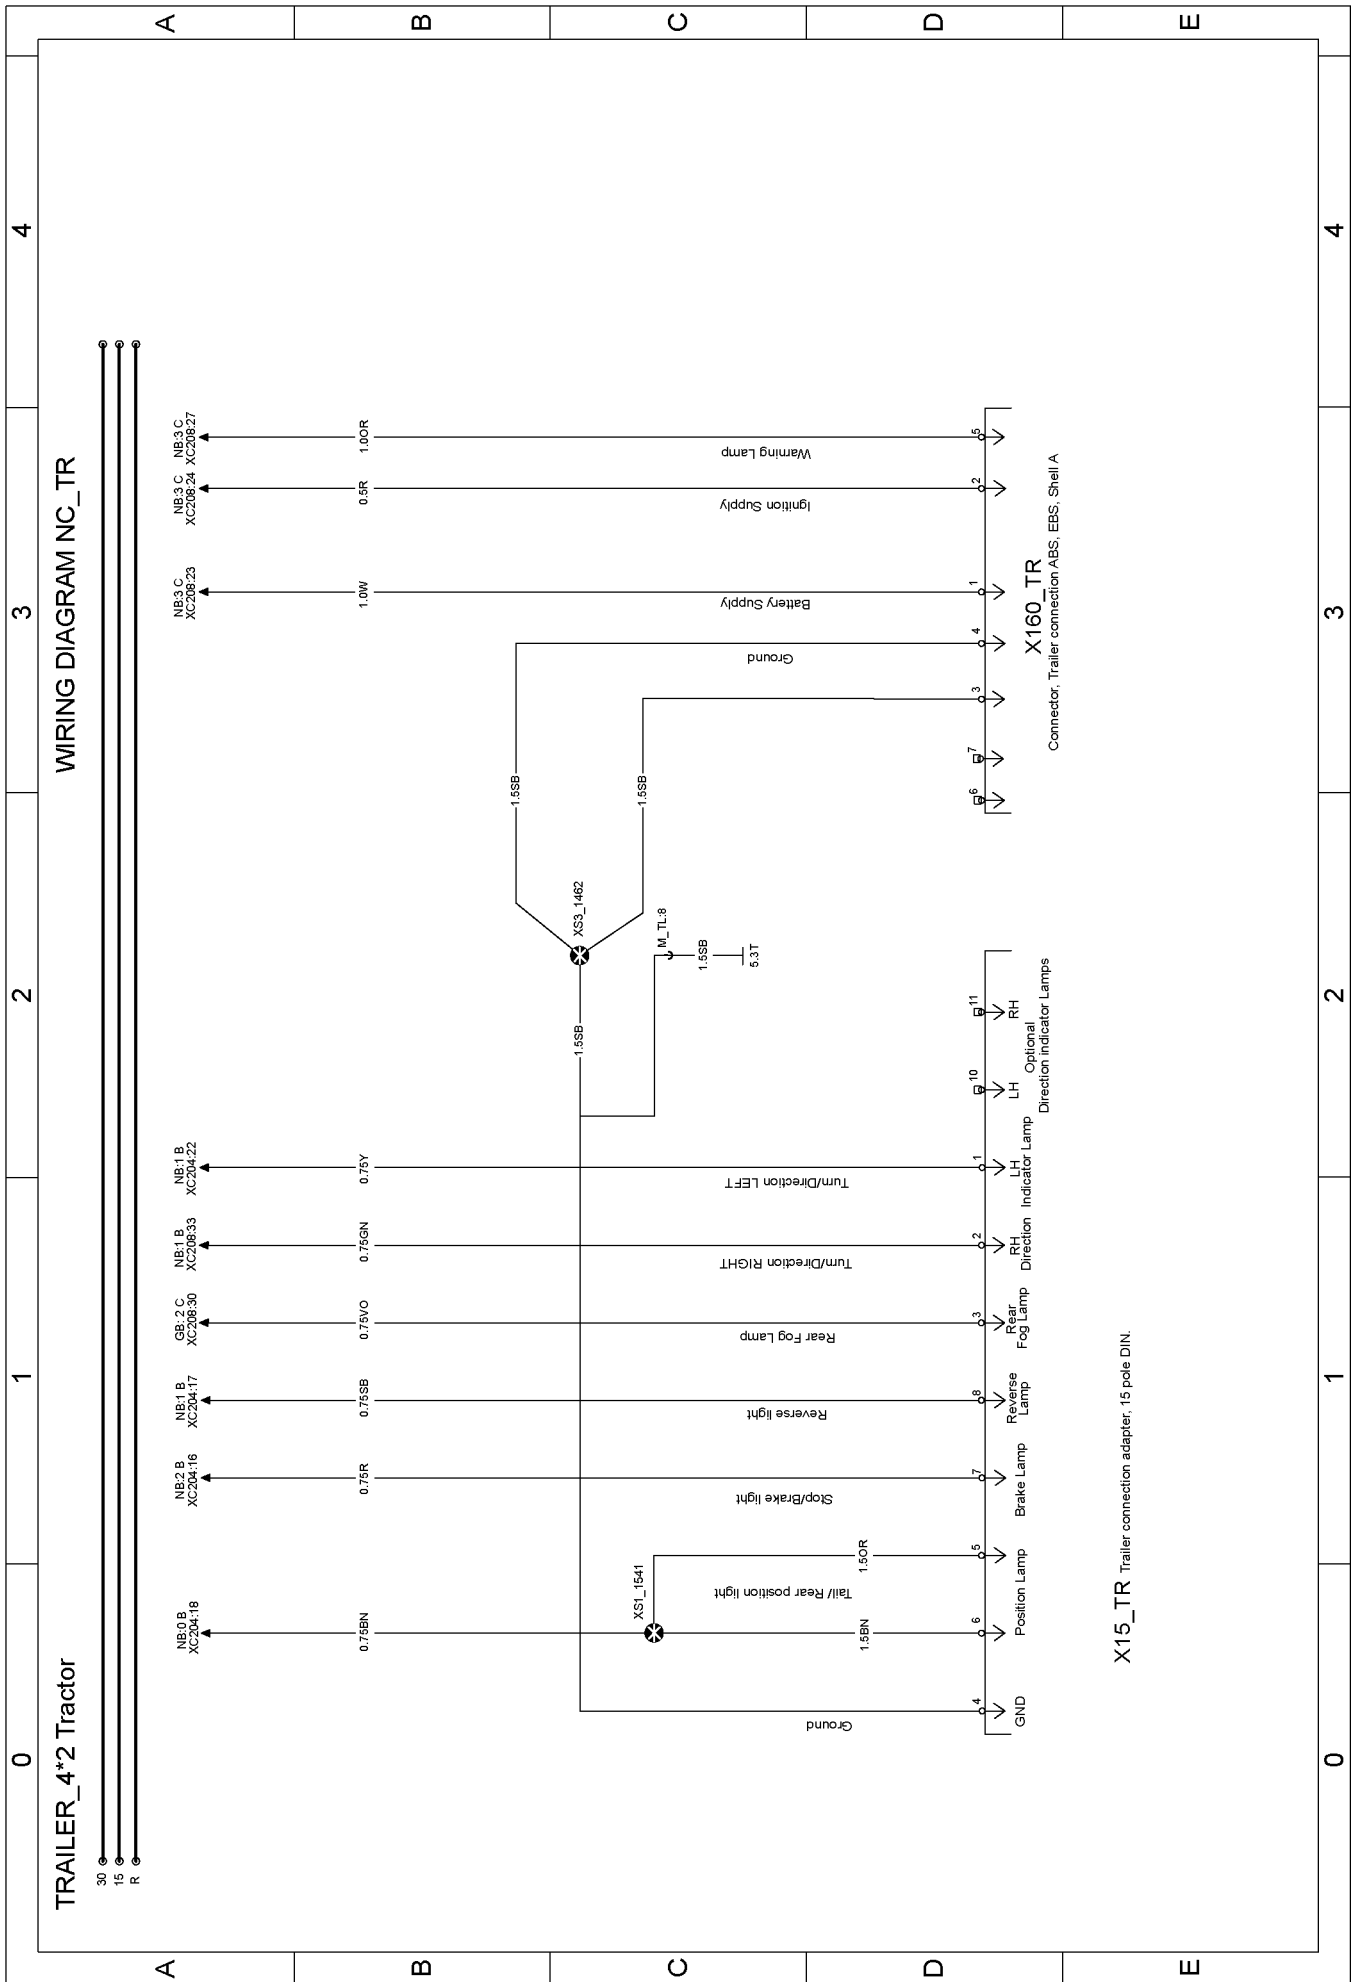 0
1
2
3
4
A
B
C
D
E
TRAILER_4*2 Tractor
WIRING DIAGRAM NC_TR
30
15
R
NB:0 B
XC204:18
NB:2 B
XC204:16
NB:1 B
XC204:17
GB: 2 C
XC208:30
NB:1 B
XC208:33
NB:1 B
XC204:22
NB:3 C
XC208:23
NB:3 C
XC208:24
NB:3 C
XC208:27
0.75BN
0.75R
0.75SB
0.75VO
0.75GN
0.75Y
1.0W
0.5R
1.0OR
1.5SB
1.5SB
XS3_1462
1.5SB
XS1_1541
M_TL:8
1.5SB
5.3T
Ground
Tail/ Rear position light
Stop/Brake light
Reverse light
Rear Fog Lamp
Turn/Direction RIGHT
Turn/Direction LEFT
Ground
Battery Supply
Ignition Supply
Warning Lamp
1.5BN
1.5OR
4
6
5
7
8
3
2
1
10
11
6
7
3
4
1
2
5
GND
Position Lamp
Brake Lamp
Reverse
Lamp
Rear
Fog Lamp
RH
LH
Direction Indicator Lamp
LH
RH
Optional
Direction indicator Lamps
X160_TR
Connector, Trailer connection ABS, EBS, Shell A
X15_TR Trailer connection adapter, 15 pole DIN.
A
B
C
D
E
0
1
2
3
4